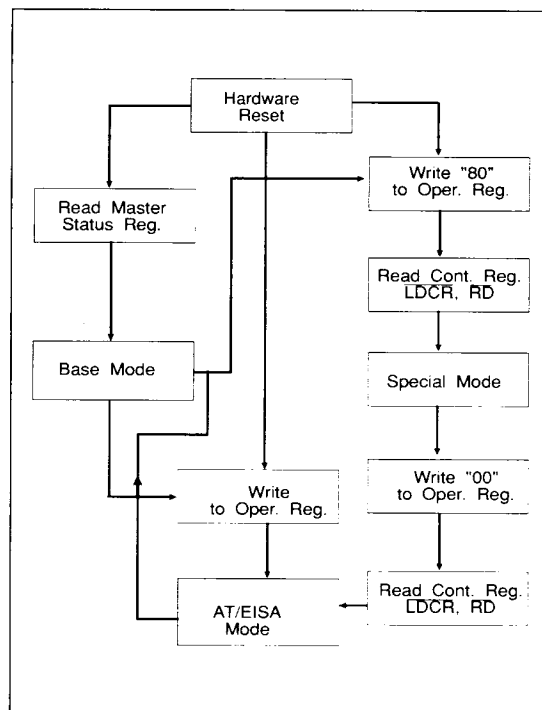 Hardware
Reset
Write "80"
to Oper. Reg.
Read Master
Status Reg.
Read Cont. Reg.
LDCR, RD
Base Mode
Special Mode
Write
to Oper. Reg.
Write "00"
to Oper. Reg.
AT/EISA
Mode
Read Cont. Reg.
LDCR, RD